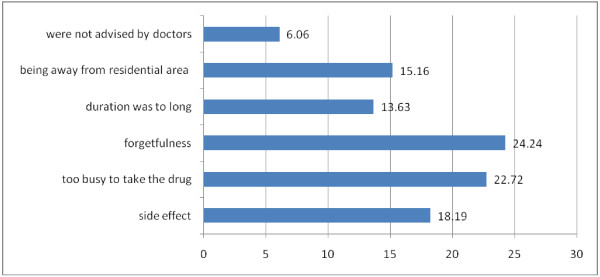 were not advised by doctors 6.06
being away from residential area 15.16
duration was to long 13.63
forgetfulness 24.24
too busy to take the drug 22.72
side effect 18.19
0 5 10 15 20 25 30